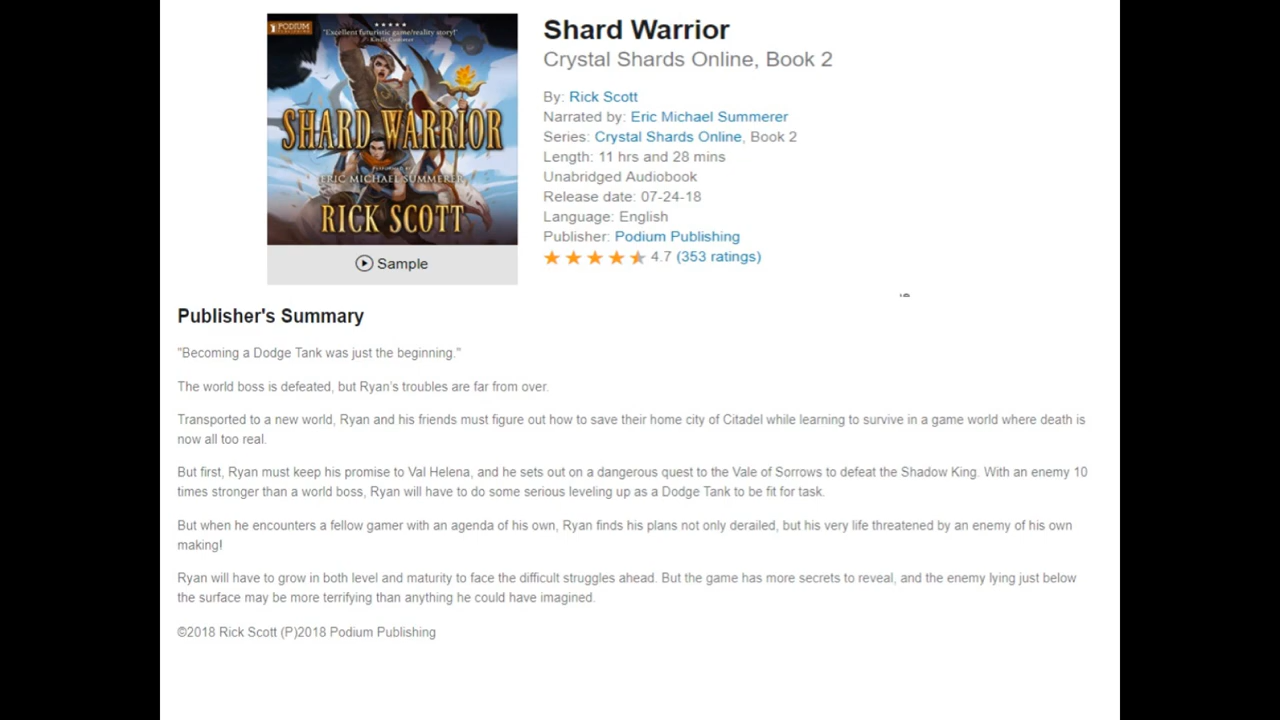 PODIUM
PUBLISHING
"Excellent futuristic game/reality story!"
SHARD WARRIOR
PERFORMED BY
ERIC MICHAEL SUMMERER
RICK SCOTT
Sample
Shard Warrior
Crystal Shards Online, Book 2
By: Rick Scott
Narrated by: Eric Michael Summerer
Series: Crystal Shards Online, Book 2
Length: 11 hrs and 28 mins
Unabridged Audiobook
Release date: 07-24-18
Language: English
Publisher: Podium Publishing
4.7 (353 ratings)
Publisher's Summary
"Becoming a Dodge Tank was just the beginning."
The world boss is defeated, but Ryan's troubles are far from over.
Transported to a new world, Ryan and his friends must figure out how to save their home city of Citadel while learning to survive in a game world where death is
now all too real.
But first, Ryan must keep his promise to Val Helena, and he sets out on a dangerous quest to the Vale of Sorrows to defeat the Shadow King. With an enemy 10
times stronger than a world boss, Ryan will have to do some serious leveling up as a Dodge Tank to be fit for task.
But when he encounters a fellow gamer with an agenda of his own, Ryan finds his plans not only derailed, but his very life threatened by an enemy of his own
making!
Ryan will have to grow in both level and maturity to face the difficult struggles ahead. But the game has more secrets to reveal, and the enemy lying just below
the surface may be more terrifying than anything he could have imagined.
©2018 Rick Scott (P)2018 Podium Publishing